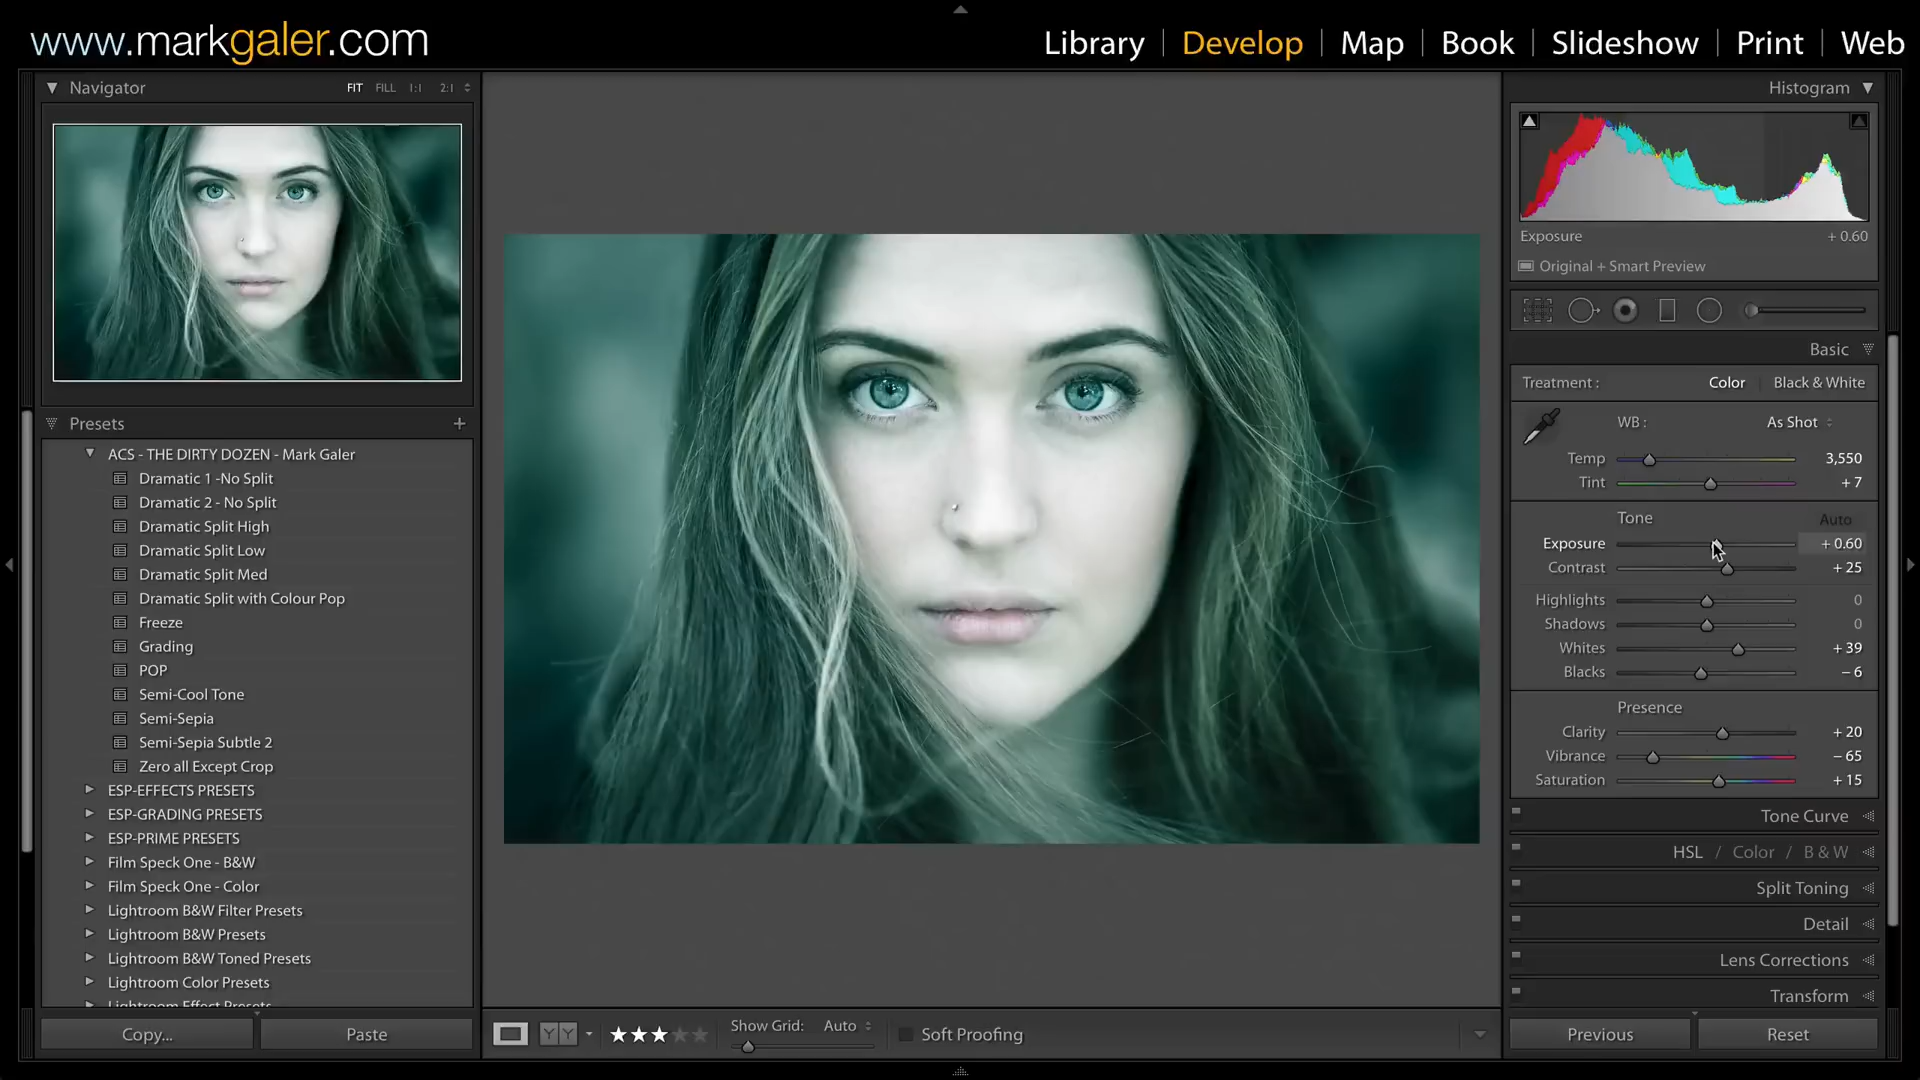 www.markgaler.com
Library | Develop | Map | Book | Slideshow | Print | Web
Navigator FIT FILL 1:1 2:1
Presets +
ACS - THE DIRTY DOZEN - Mark Galer
Dramatic 1 -No Split
Dramatic 2 - No Split
Dramatic Split High
Dramatic Split Low
Dramatic Split Med
Dramatic Split with Colour Pop
Freeze
Grading
POP
Semi-Cool Tone
Semi-Sepia
Semi-Sepia Subtle 2
Zero all Except Crop
ESP-EFFECTS PRESETS
ESP-GRADING PRESETS
ESP-PRIME PRESETS
Film Speck One - B&W
Film Speck One - Color
Lightroom B&W Filter Presets
Lightroom B&W Presets
Lightroom B&W Toned Presets
Lightroom Color Presets
Lightroom Effect Presets
Copy... Paste
YY Show Grid: Auto Soft Proofing
Histogram
Exposure + 0.60
Original + Smart Preview
Basic
Treatment : Color Black & White
WB : As Shot
Temp 3,550
Tint + 7
Tone Auto
Exposure + 0.60
Contrast + 25
Highlights 0
Shadows 0
Whites + 39
Blacks – 6
Presence
Clarity + 20
Vibrance – 65
Saturation + 15
Tone Curve
HSL / Color / B & W
Split Toning
Detail
Lens Corrections
Transform
Previous Reset